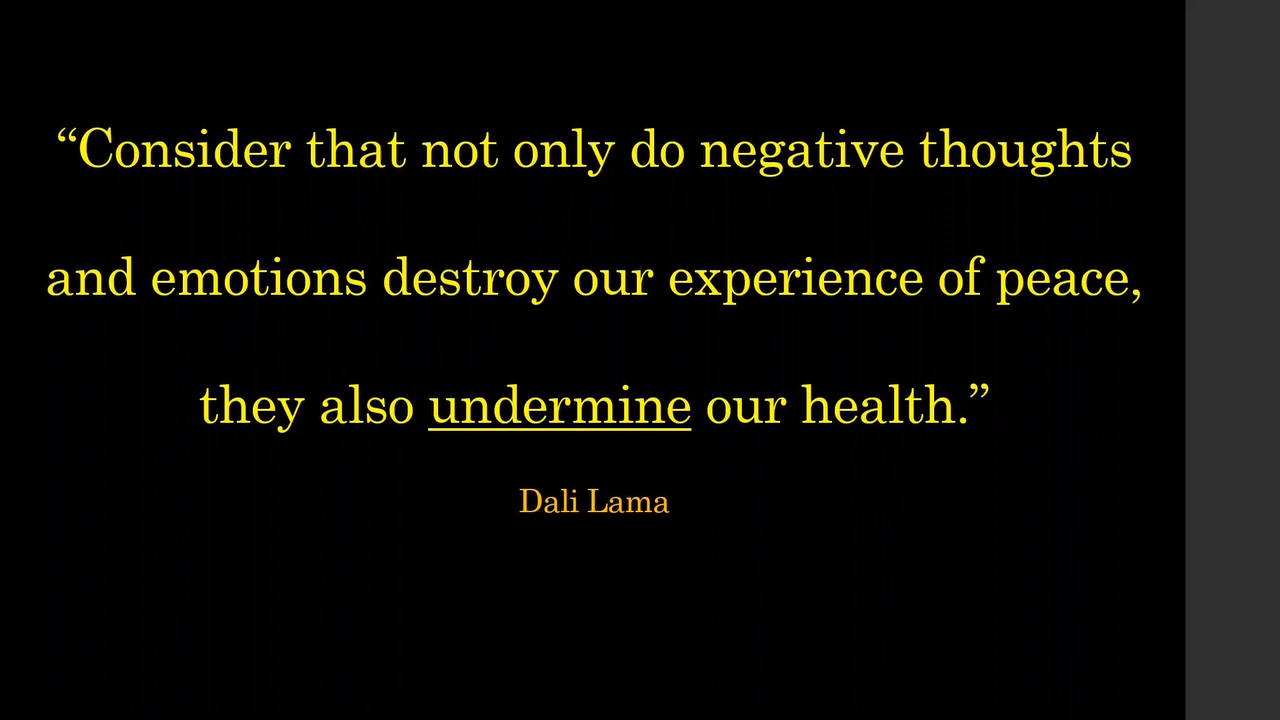 “Consider that not only do negative thoughts
and emotions destroy our experience of peace,
they also undermine our health.”
Dali Lama